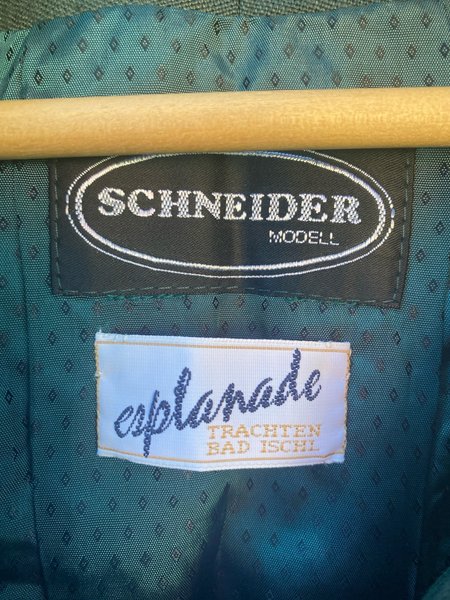 SCHNEIDER
MODELL
esplanade
TRACHTEN
BAD ISCHL